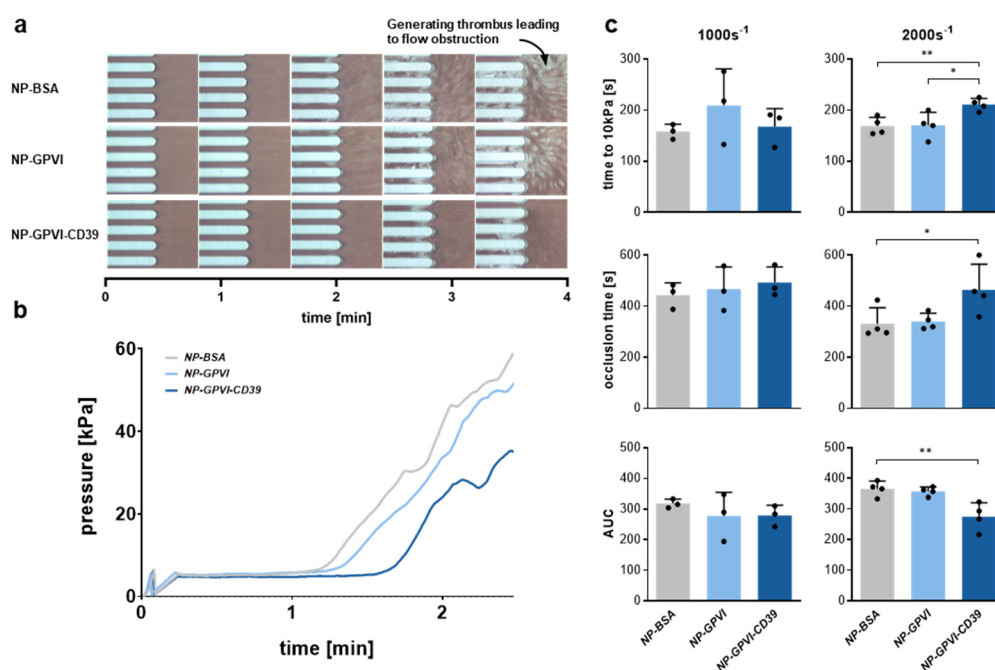 a
Generating thrombus leading
to flow obstruction
NP-BSA
NP-GPVI
NP-GPVI-CD39
0 1 2 3 4
time [min]
b
60
40
20
0
pressure [kPa]
NP-BSA
NP-GPVI
NP-GPVI-CD39
0 1 2
time [min]
c
1000s⁻¹ 2000s⁻¹
time to 10kPa [s]
300
200
100
0
300
200
100
0
**
*
occlusion time [s]
600
400
200
0
600
400
200
0
*
AUC
500
400
300
200
100
0
500
400
300
200
100
0
**
NP-BSA NP-GPVI NP-GPVI-CD39
NP-BSA NP-GPVI NP-GPVI-CD39